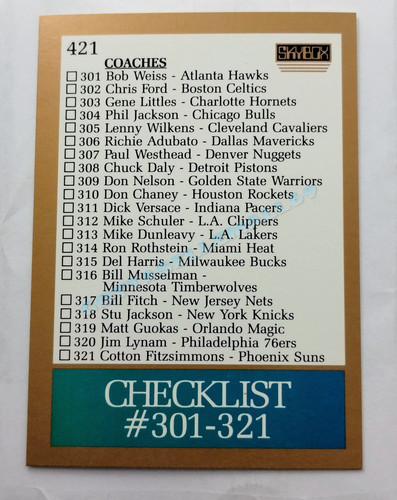 421
SKYBOX
COACHES
301 Bob Weiss - Atlanta Hawks
302 Chris Ford - Boston Celtics
303 Gene Littles - Charlotte Hornets
304 Phil Jackson - Chicago Bulls
305 Lenny Wilkens - Cleveland Cavaliers
306 Richie Adubato - Dallas Mavericks
307 Paul Westhead - Denver Nuggets
308 Chuck Daly - Detroit Pistons
309 Don Nelson - Golden State Warriors
310 Don Chaney - Houston Rockets
311 Dick Versace - Indiana Pacers
312 Mike Schuler - L.A. Clippers
313 Mike Dunleavy - L.A. Lakers
314 Ron Rothstein - Miami Heat
315 Del Harris - Milwaukee Bucks
316 Bill Musselman -
Minnesota Timberwolves
317 Bill Fitch - New Jersey Nets
318 Stu Jackson - New York Knicks
319 Matt Guokas - Orlando Magic
320 Jim Lynam - Philadelphia 76ers
321 Cotton Fitzsimmons - Phoenix Suns
CHECKLIST
#301-321